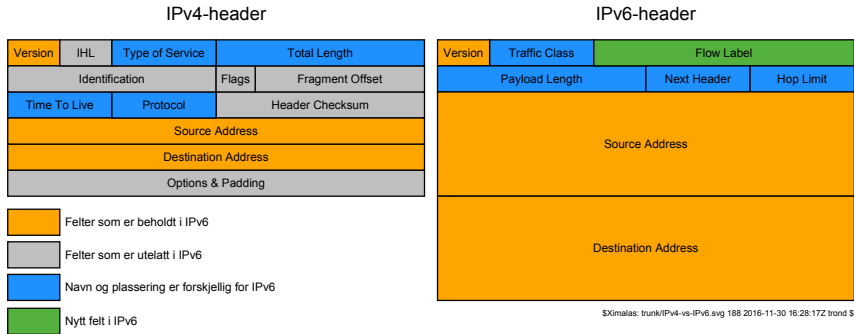 IPv4-header
Version IHL Type of Service Total Length
Identification Flags Fragment Offset
Time To Live Protocol Header Checksum
Source Address
Destination Address
Options & Padding
Felter som er beholdt i IPv6
Felter som er utelatt i IPv6
Navn og plassering er forskjellig for IPv6
Nytt felt i IPv6
IPv6-header
Version Traffic Class Flow Label
Payload Length Next Header Hop Limit
Source Address
Destination Address
$Ximalas: trunk/IPv4-vs-IPv6.svg 188 2016-11-30 16:28:17Z trond $